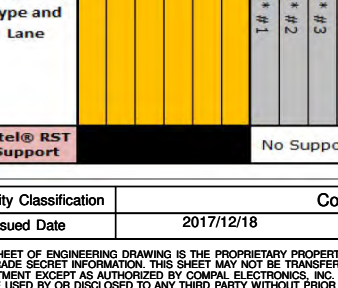 ype and
Lane
* #1
* #2
* #3
tel® RST
Support
No Suppo
ity Classification
Co
sued Date
2017/12/18
HEET OF ENGINEERING DRAWING IS THE PROPRIETARY PROPERT
ADE SECRET INFORMATION. THIS SHEET MAY NOT BE TRANSFER
TMENT EXCEPT AS AUTHORIZED BY COMPAL ELECTRONICS, INC.
USED BY OR DISCLOSED TO ANY THIRD PARTY WITHOUT PRIOR